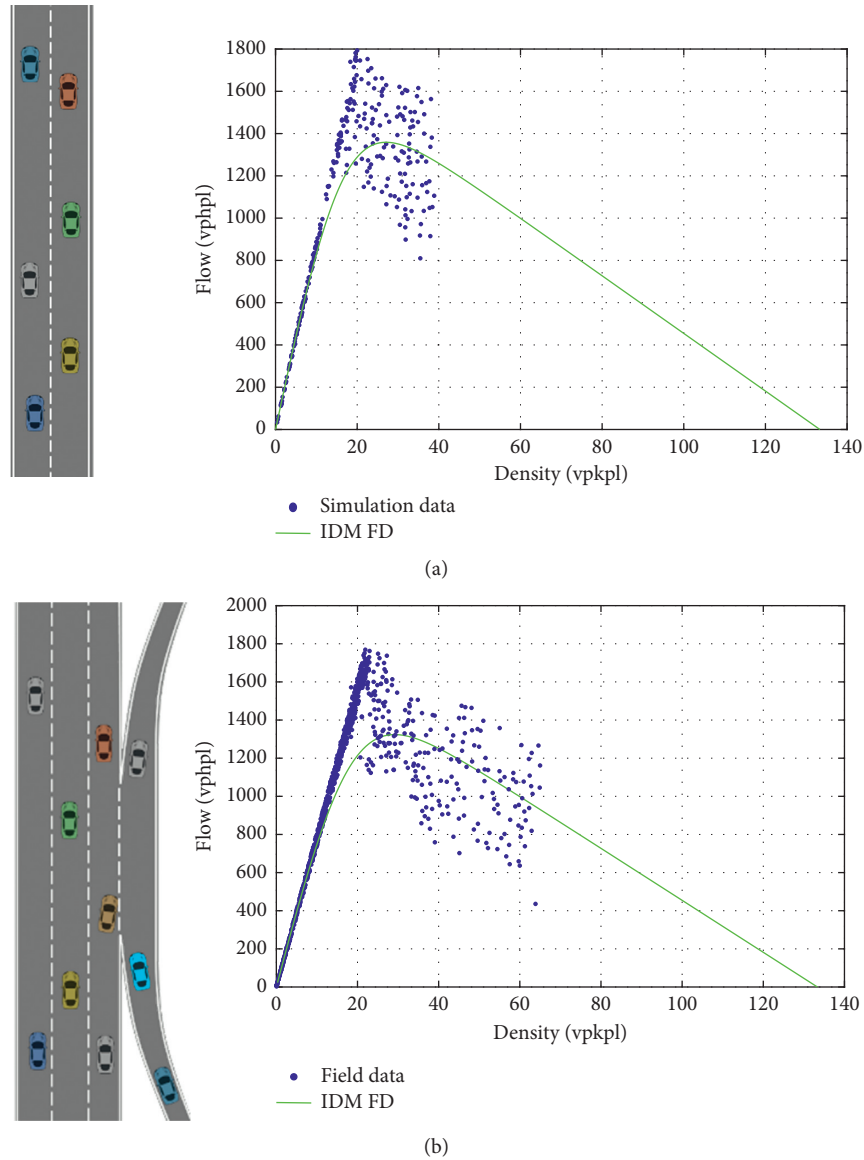 1800
1600
1400
1200
1000
800
600
400
200
0
Flow (vphpl)
0 20 40 60 80 100 120 140
Density (vpkpl)
Simulation data
IDM FD
(a)
2000
1800
1600
1400
1200
1000
800
600
400
200
0
Flow (vphpl)
0 20 40 60 80 100 120 140
Density (vpkpl)
Field data
IDM FD
(b)